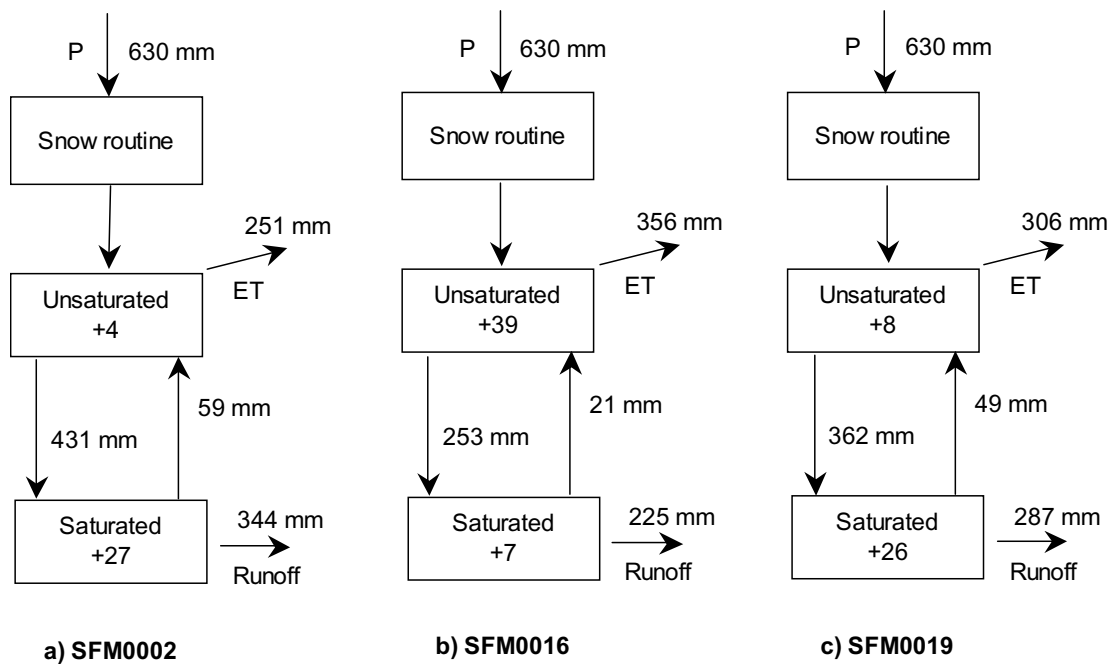 P 630 mm
Snow routine
251 mm
ET
Unsaturated
+4
59 mm
431 mm
Saturated
+27
344 mm
Runoff
a) SFM0002
P 630 mm
Snow routine
356 mm
ET
Unsaturated
+39
21 mm
253 mm
Saturated
+7
225 mm
Runoff
b) SFM0016
P 630 mm
Snow routine
306 mm
ET
Unsaturated
+8
49 mm
362 mm
Saturated
+26
287 mm
Runoff
c) SFM0019